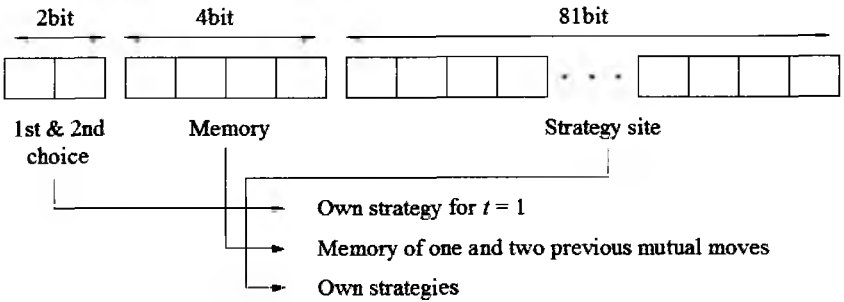 2bit 4bit 81bit
1st & 2nd choice Memory Strategy site
Own strategy for t = 1
Memory of one and two previous mutual moves
Own strategies